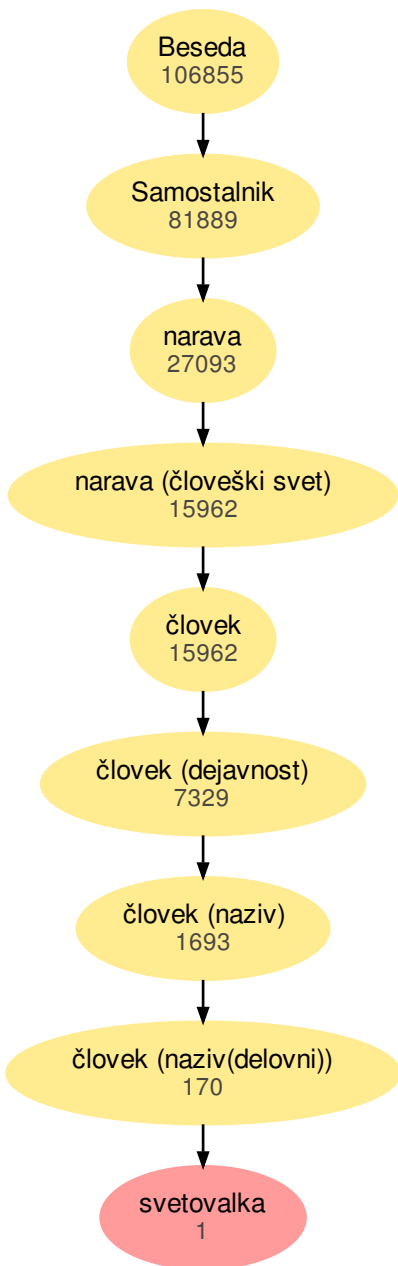 Beseda
106855
Samostalnik
81889
narava
27093
narava (človeški svet)
15962
človek
15962
človek (dejavnost)
7329
človek (naziv)
1693
človek (naziv(delovni))
170
svetovalka
1